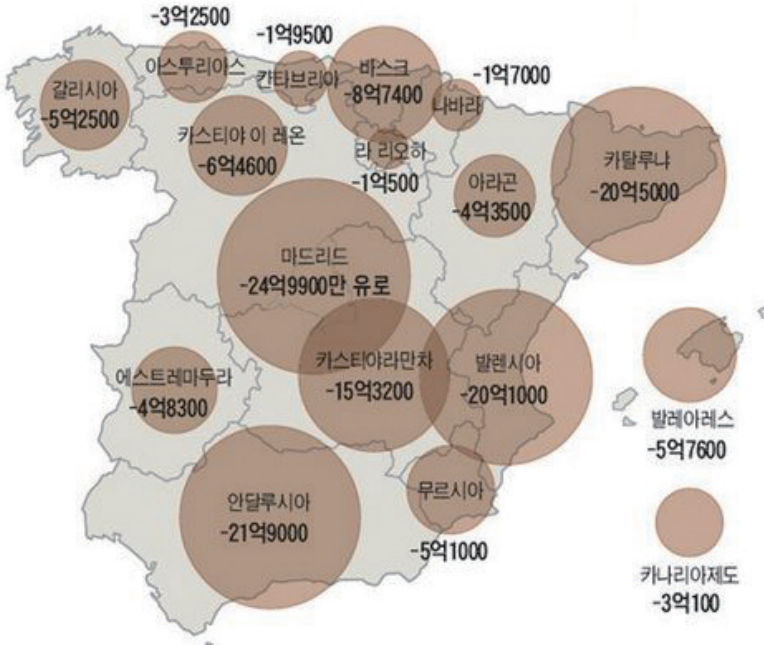 -3억2500
아스투리아스
-1억9500
칸타브리아
바스크
-8억7400
-1억7000
나바라
갈리시아
-5억2500
카스티야 이 레온
-6억4600
라 리오하
-1억500
아라곤
-4억3500
카탈루냐
-20억5000
마드리드
-24억9900만 유로
카스티야라만차
-15억3200
발렌시아
-20억1000
에스트레마두라
-4억8300
발레아레스
-5억7600
안달루시아
-21억9000
무르시아
-5억1000
카나리아제도
-3억100